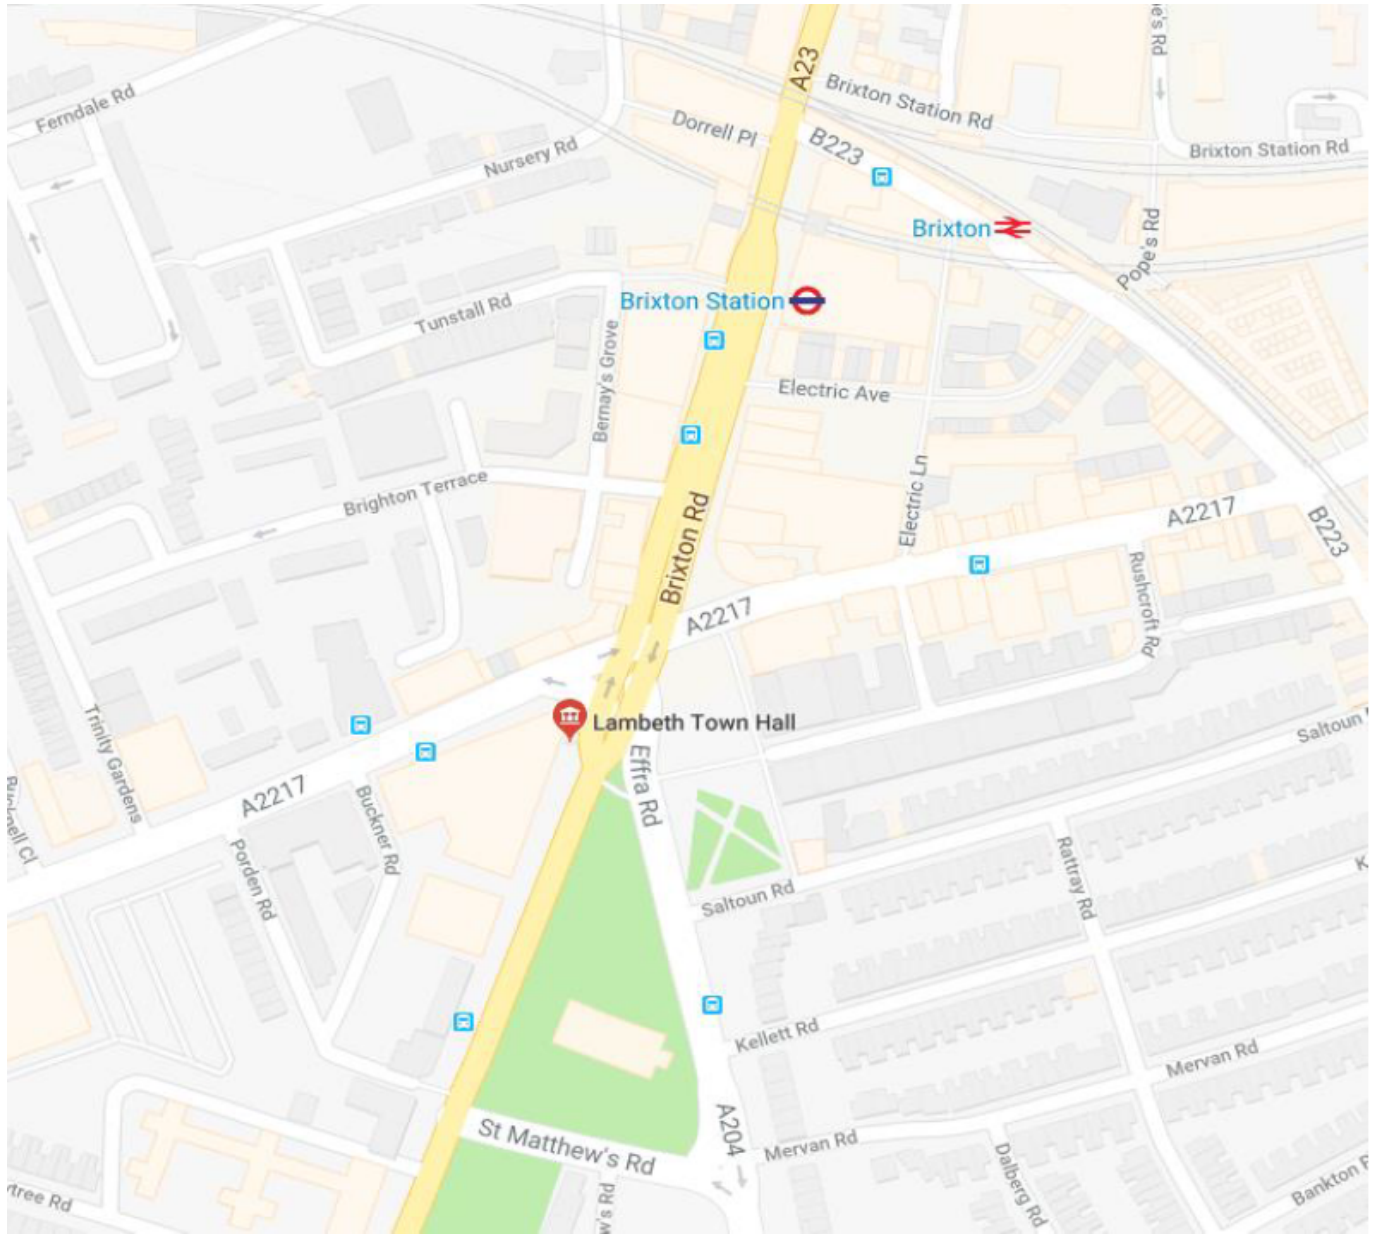 A23
Brixton Station Rd
Ferndale Rd
Dorrell Pl
B223
Nursery Rd
Brixton Station Rd
Brixton
Pope's Rd
Brixton Station
Tunstall Rd
Bernay's Grove
Electric Ave
Brighton Terrace
Electric Ln
Brixton Rd
A2217
B223
Rushcroft Rd
A2217
Lambeth Town Hall
Trinity Gardens
Effra Rd
Saltoun
A2217
Buckner Rd
Porden Rd
Rattray Rd
Saltoun Rd
Kellett Rd
Mervan Rd
St Matthew's Rd
A204
Mervan Rd
Dalberg Rd
Bankton